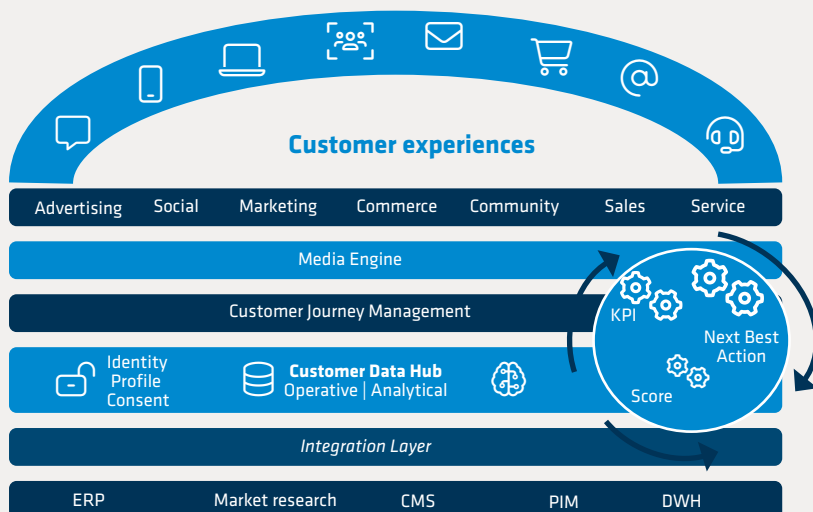 Customer experiences
Advertising Social Marketing Commerce Community Sales Service
Media Engine
Customer Journey Management
KPI
Next Best
Action
Score
Identity
Profile
Consent
Customer Data Hub
Operative | Analytical
Integration Layer
ERP Market research CMS PIM DWH